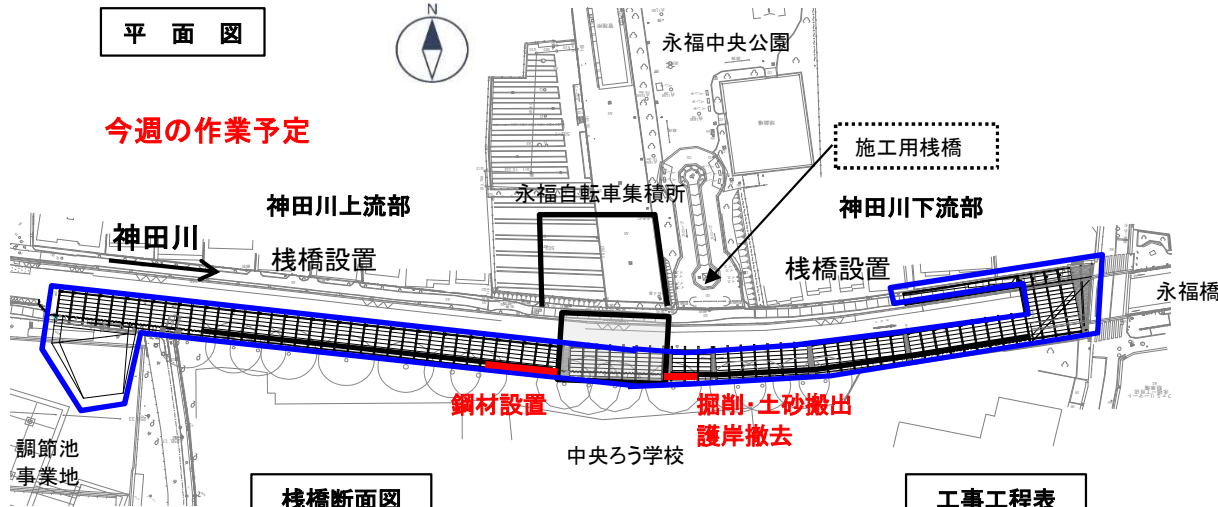 平 面 図
N
永福中央公園
今週の作業予定
施工用桟橋
永福自転車集積所
神田川上流部
神田川下流部
神田川
桟橋設置
桟橋設置
永福橋
鋼材設置
掘削・土砂搬出
護岸撤去
中央ろう学校
調節池
事業地
桟橋断面図
工事工程表